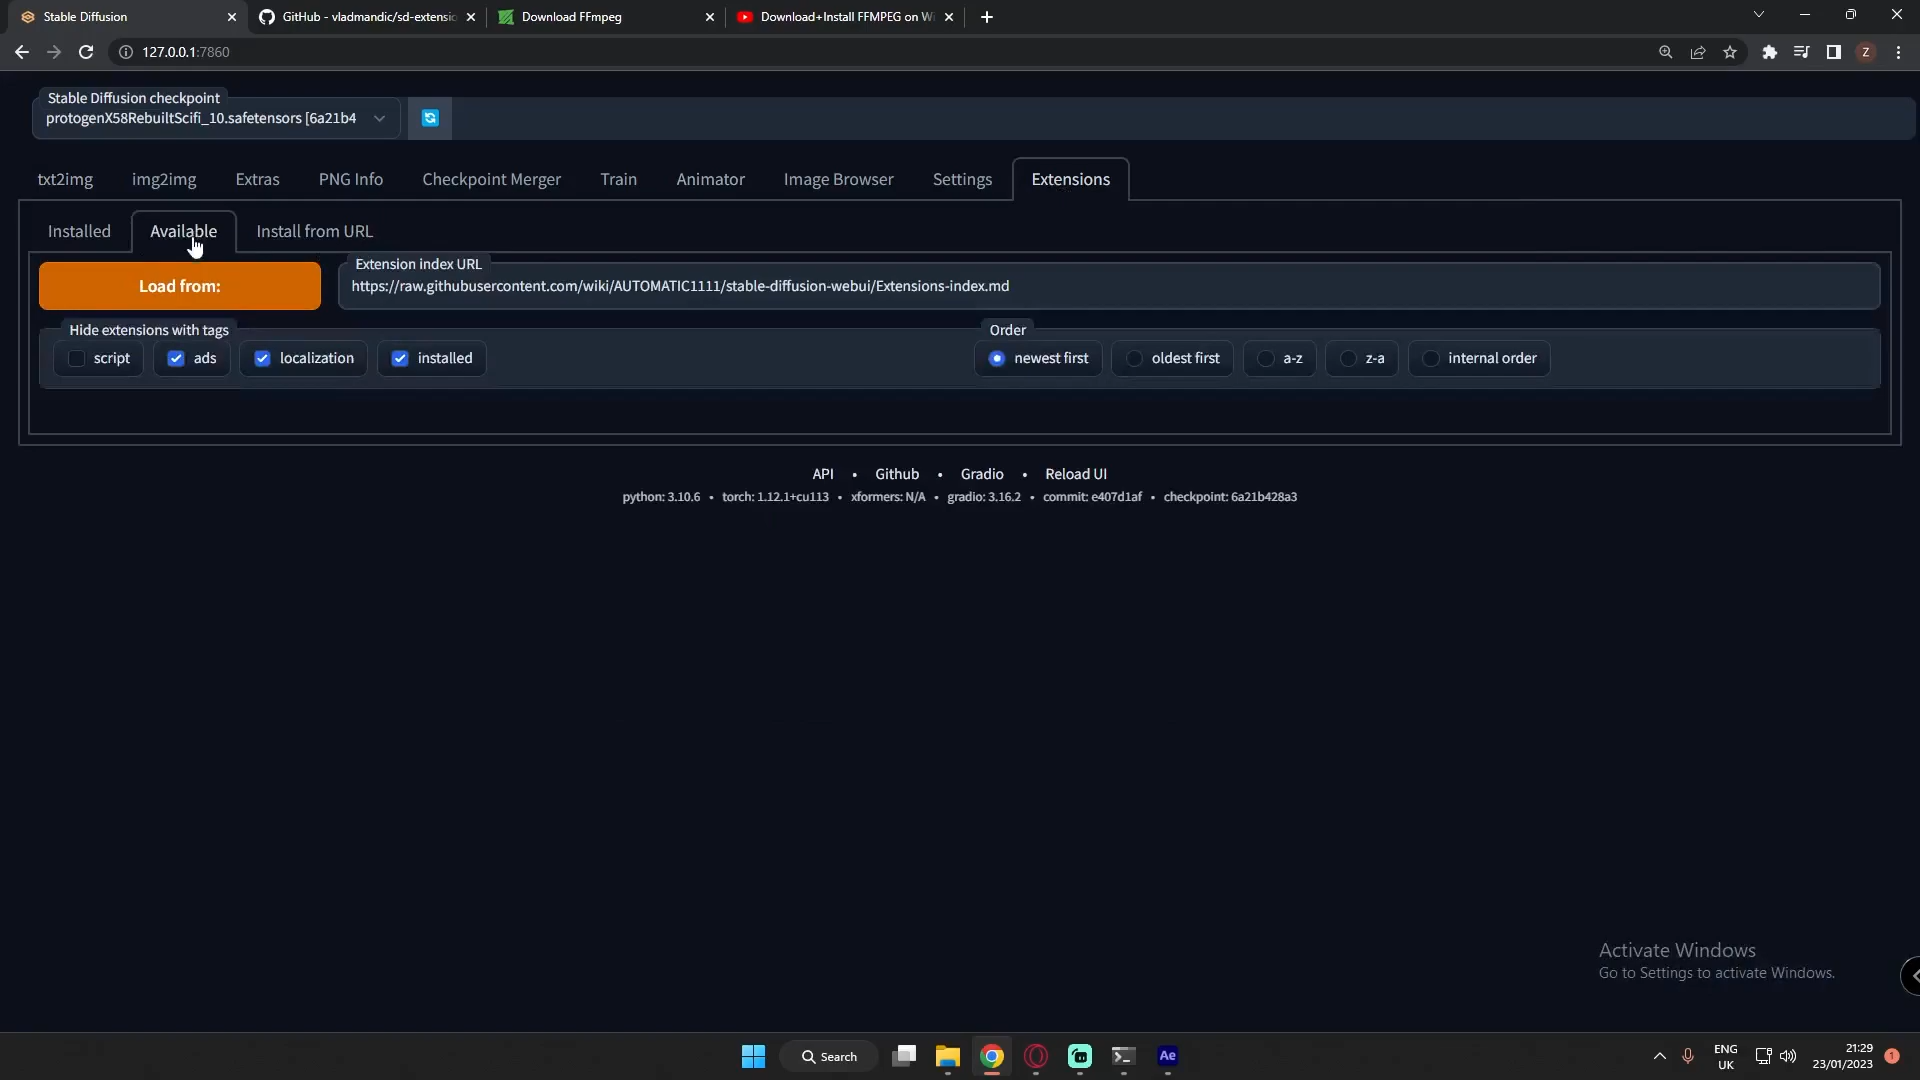 Stable Diffusion
GitHub - vladmandic/sd-extensio
Download FFmpeg
Download+Install FFMPEG on Wi
127.0.0.1:7860
Z
Stable Diffusion checkpoint
protogenX58RebuiltScifi_10.safetensors [6a21b4
txt2img
img2img
Extras
PNG Info
Checkpoint Merger
Train
Animator
Image Browser
Settings
Extensions
Installed
Available
Install from URL
Load from:
Extension index URL
https://raw.githubusercontent.com/wiki/AUTOMATIC1111/stable-diffusion-webui/Extensions-index.md
Hide extensions with tags
script
ads
localization
installed
Order
newest first
oldest first
a-z
z-a
internal order
API • Github • Gradio • Reload UI
python: 3.10.6 • torch: 1.12.1+cu113 • xformers: N/A • gradio: 3.16.2 • commit: e407d1af • checkpoint: 6a21b428a3
Activate Windows
Go to Settings to activate Windows.
Search
Ae
ENG
UK
21:29
23/01/2023
1